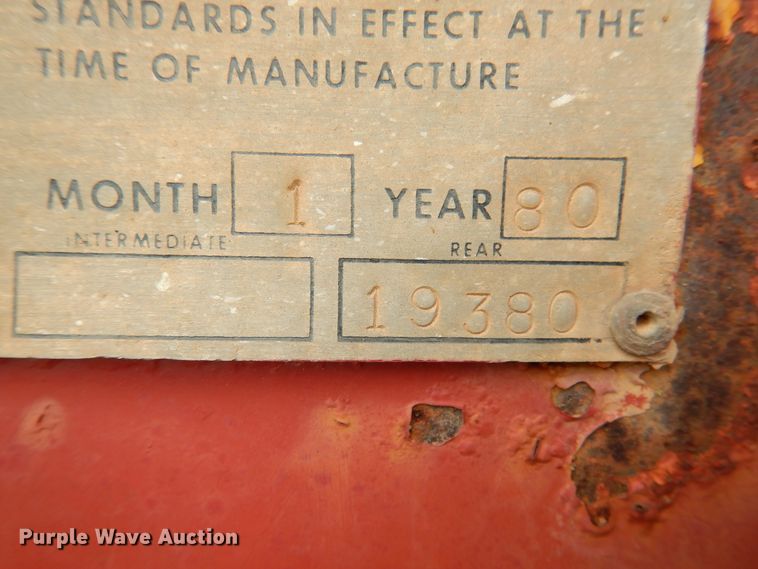 STANDARDS IN EFFECT AT THE
TIME OF MANUFACTURE
MONTH 1 YEAR 80
INTERMEDIATE REAR
19380
Purple Wave Auction